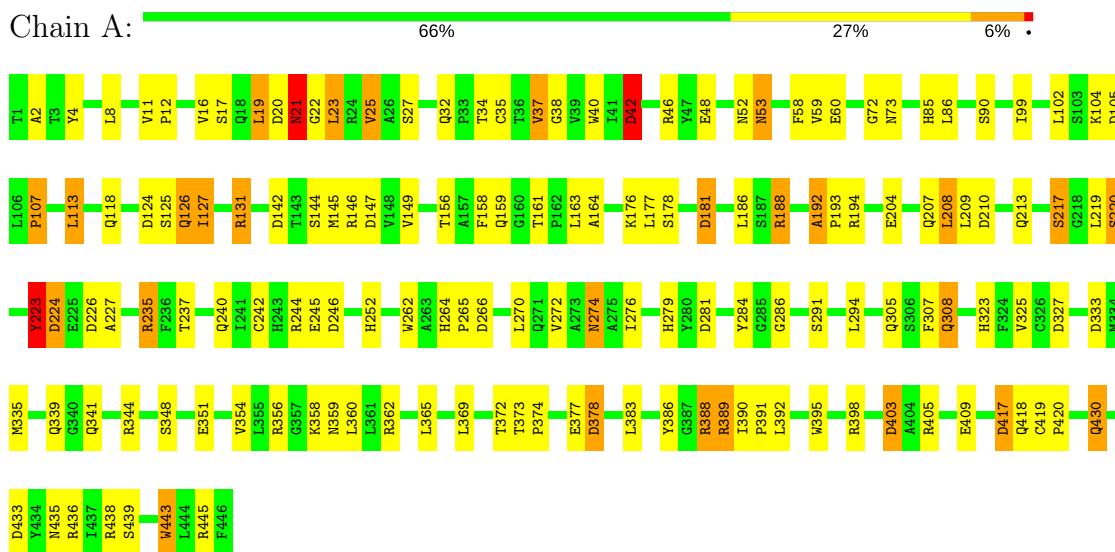 Chain A:
66% 27% 6% •
T1 A2 T3 Y4 L8 V11 P12 V16 S17 Q18 L19 D20 N21 G22 L23 R24 V25 A26 S27 Q32 P33 T34 C35 T36 V37 G38 V39 W40 I41 D42 R46 Y47 E48 N52 N53 F58 V59 E60 G72 N73 H85 L86 S90 I99 L102 S103 K104 D105
L106 P107 L113 Q118 D124 S125 Q126 I127 R131 D142 T143 S144 M145 R146 D147 V148 V149 T156 A157 F158 Q159 G160 T161 P162 L163 A164 K176 L177 S178 D181 L186 S187 R188 A192 P193 R194 E204 Q207 L208 L209 D210 Q213 S217 G218 L219 S220
Y223 D224 E225 D226 A227 R235 F236 T237 Q240 I241 C242 H243 R244 E245 D246 H252 W262 A263 H264 P265 D266 L270 Q271 V272 A273 N274 A275 I276 H279 Y280 D281 Y284 G285 G286 S291 L294 Q305 S306 F307 Q308 H323 F324 V325 C326 D327 D333 M334
M335 Q339 G340 Q341 R344 S348 E351 V354 L355 R356 G357 K358 N359 L360 L361 R362 L365 L369 T372 T373 P374 E377 D378 L383 Y386 G387 R388 R389 I390 P391 L392 W395 R398 D403 A404 R405 E409 D417 Q418 C419 P420 Q430
D433 Y434 N435 R436 I437 R438 S439 W443 L444 R445 F446